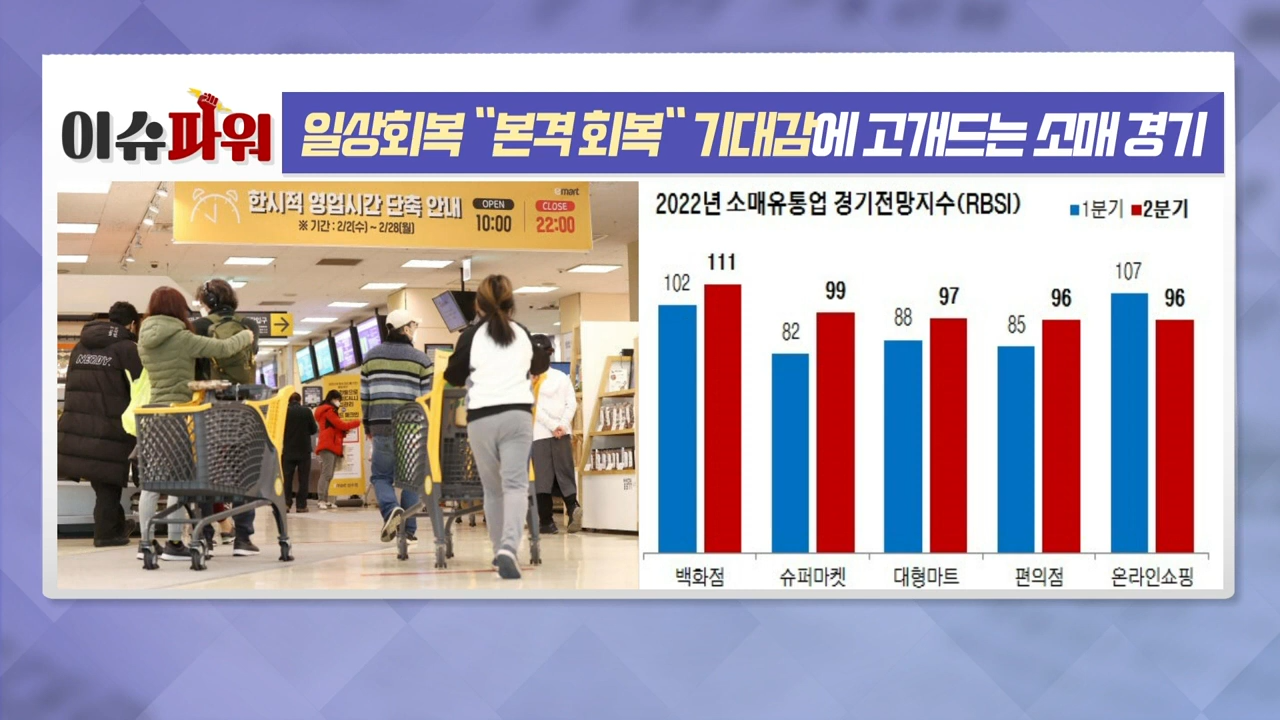 이슈파워
일상회복 "본격 회복" 기대감에 고개드는 소매 경기
emart
한시적 영업시간 단축 안내
※ 기간 : 2/2(수) ~ 2/28(월)
OPEN
10:00
CLOSE
22:00
NERDY
2022년 소매유통업 경기전망지수(RBSI)
1분기 2분기
102 111 82 99 88 97 85 96 107 96
백화점 슈퍼마켓 대형마트 편의점 온라인쇼핑